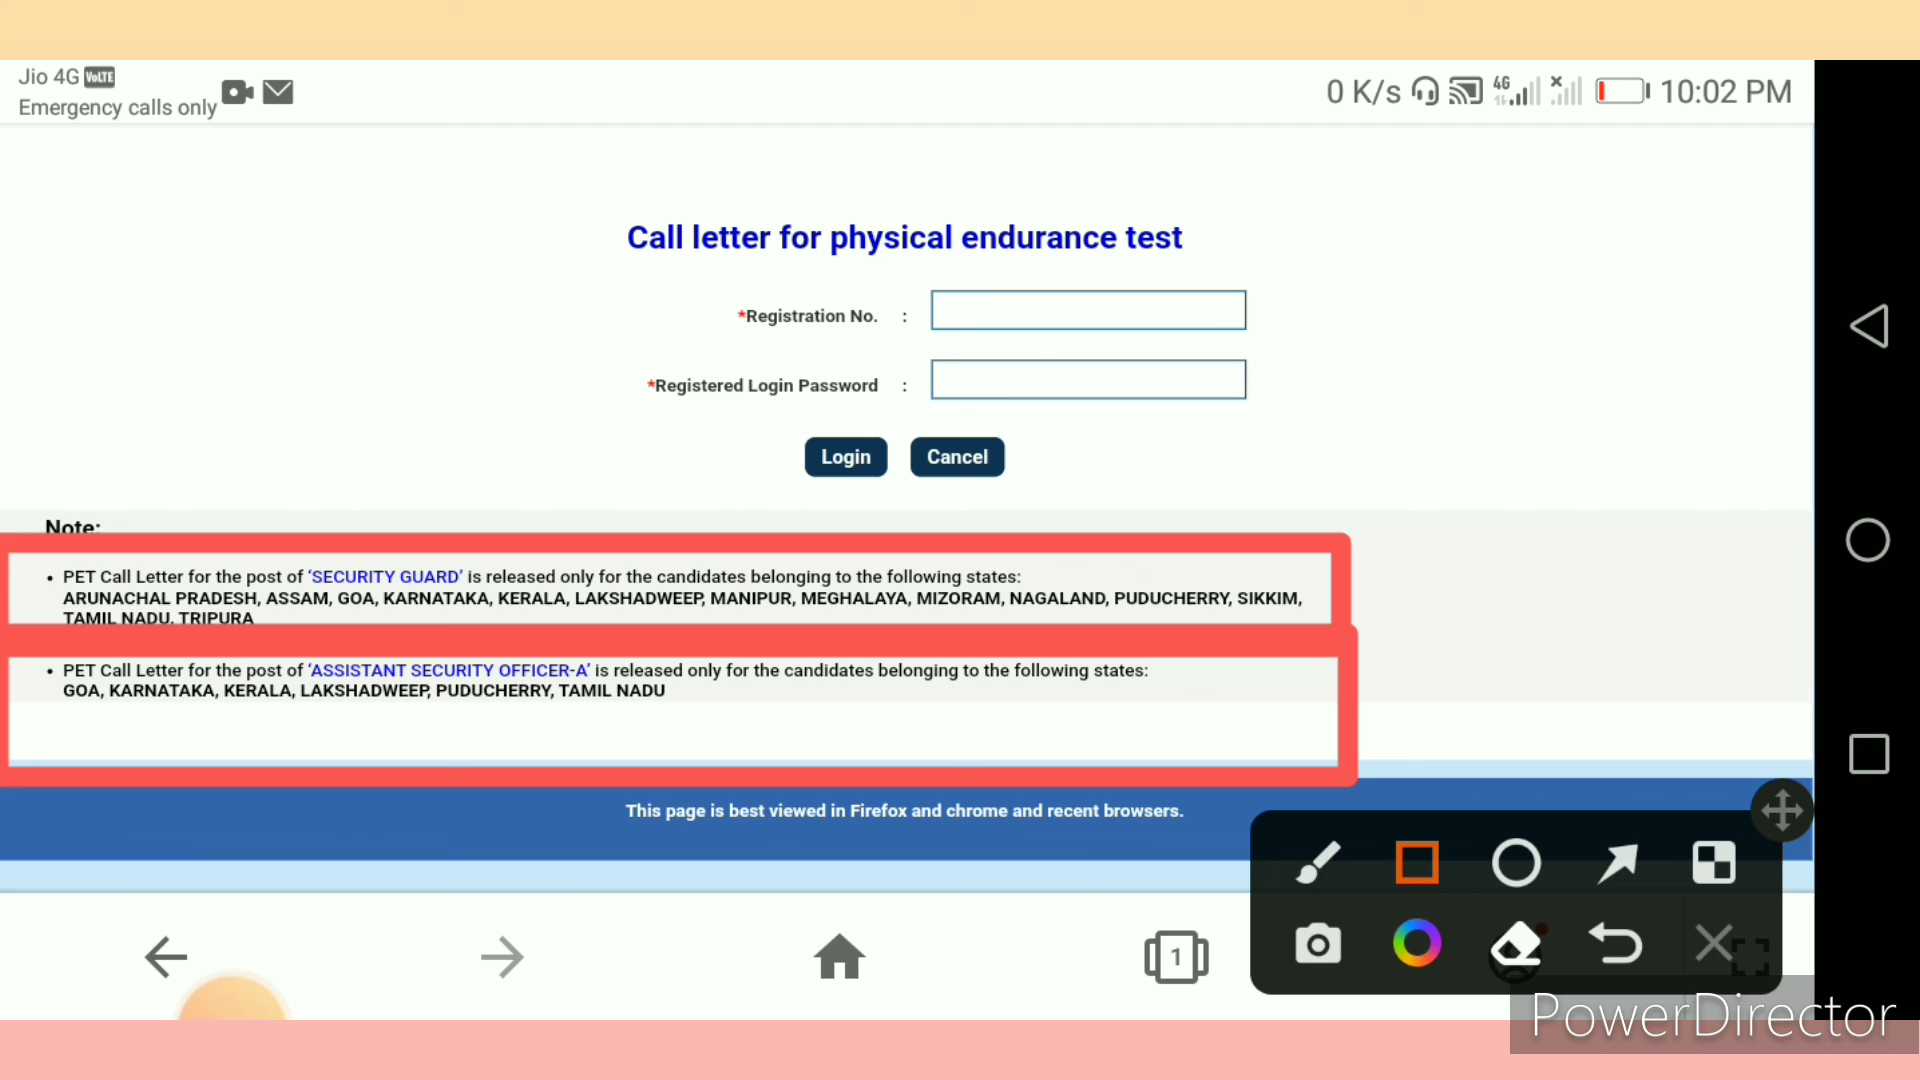 Jio 4G VoLTE
Emergency calls only
0 K/s 4G 10:02 PM
Call letter for physical endurance test
*Registration No. :
*Registered Login Password :
Login Cancel
Note:
• PET Call Letter for the post of ‘SECURITY GUARD’ is released only for the candidates belonging to the following states:
ARUNACHAL PRADESH, ASSAM, GOA, KARNATAKA, KERALA, LAKSHADWEEP, MANIPUR, MEGHALAYA, MIZORAM, NAGALAND, PUDUCHERRY, SIKKIM,
TAMIL NADU, TRIPURA
• PET Call Letter for the post of ‘ASSISTANT SECURITY OFFICER-A’ is released only for the candidates belonging to the following states:
GOA, KARNATAKA, KERALA, LAKSHADWEEP, PUDUCHERRY, TAMIL NADU
This page is best viewed in Firefox and chrome and recent browsers.
1
PowerDirector